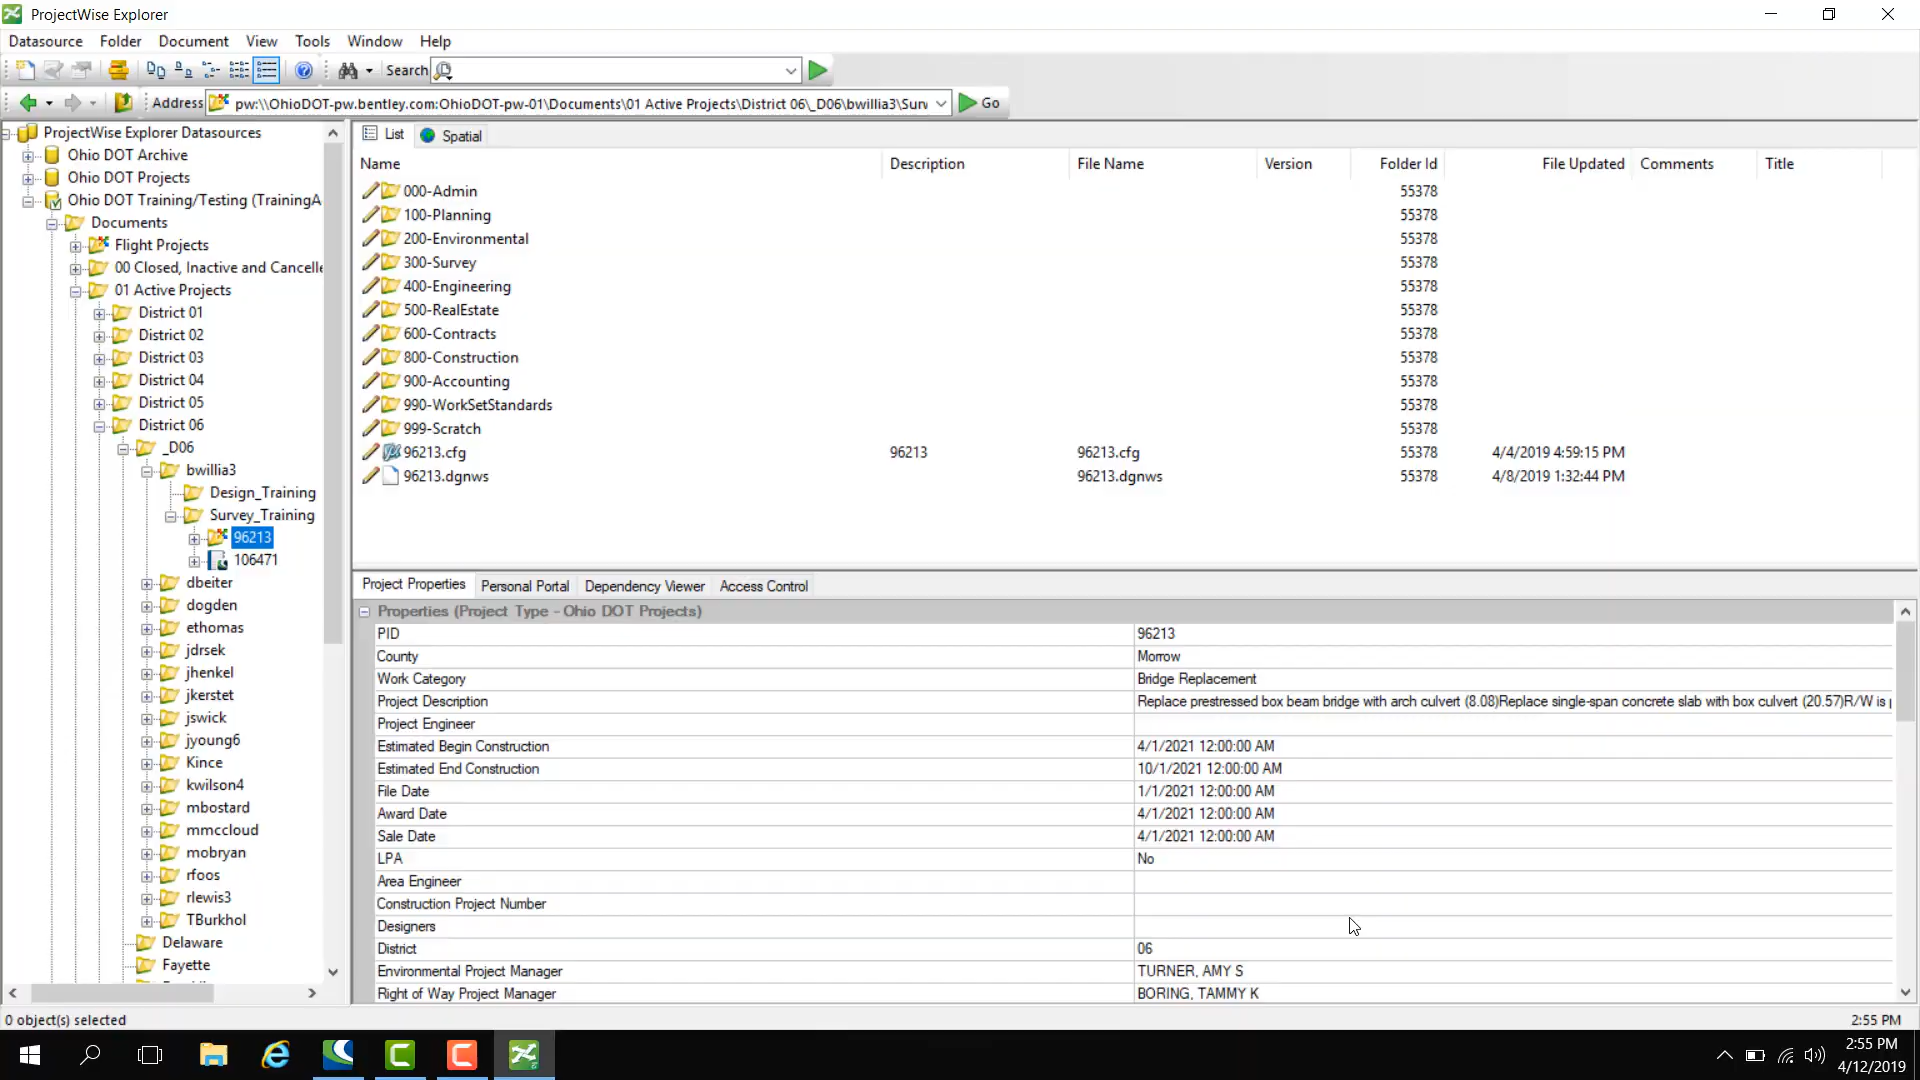 ProjectWise Explorer
Datasource Folder Document View Tools Window Help
Search
Address pw:\\OhioDOT-pw.bentley.com:OhioDOT-pw-01\Documents\01 Active Projects\District 06\_D06\bwillia3\Surv Go
ProjectWise Explorer Datasources
Ohio DOT Archive
Ohio DOT Projects
Ohio DOT Training/Testing (TrainingA
Documents
Flight Projects
00 Closed, Inactive and Cancelle
01 Active Projects
District 01
District 02
District 03
District 04
District 05
District 06
_D06
bwillia3
Design_Training
Survey_Training
96213
106471
dbeiter
dogden
ethomas
jdrsek
jhenkel
jkerstet
jswick
jyoung6
Kince
kwilson4
mbostard
mmccloud
mobryan
rfoos
rlewis3
TBurkhol
Delaware
Fayette
List Spatial
Name Description File Name Version Folder Id File Updated Comments Title
000-Admin 55378
100-Planning 55378
200-Environmental 55378
300-Survey 55378
400-Engineering 55378
500-RealEstate 55378
600-Contracts 55378
800-Construction 55378
900-Accounting 55378
990-WorkSetStandards 55378
999-Scratch 55378
96213.cfg 96213 96213.cfg 55378 4/4/2019 4:59:15 PM
96213.dgnws 96213.dgnws 55378 4/8/2019 1:32:44 PM
Project Properties Personal Portal Dependency Viewer Access Control
Properties (Project Type - Ohio DOT Projects)
PID 96213
County Morrow
Work Category Bridge Replacement
Project Description Replace prestressed box beam bridge with arch culvert (8.08)Replace single-span concrete slab with box culvert (20.57)R/W is
Project Engineer
Estimated Begin Construction 4/1/2021 12:00:00 AM
Estimated End Construction 10/1/2021 12:00:00 AM
File Date 1/1/2021 12:00:00 AM
Award Date 4/1/2021 12:00:00 AM
Sale Date 4/1/2021 12:00:00 AM
LPA No
Area Engineer
Construction Project Number
Designers
District 06
Environmental Project Manager TURNER, AMY S
Right of Way Project Manager BORING, TAMMY K
0 object(s) selected 2:55 PM
2:55 PM
4/12/2019